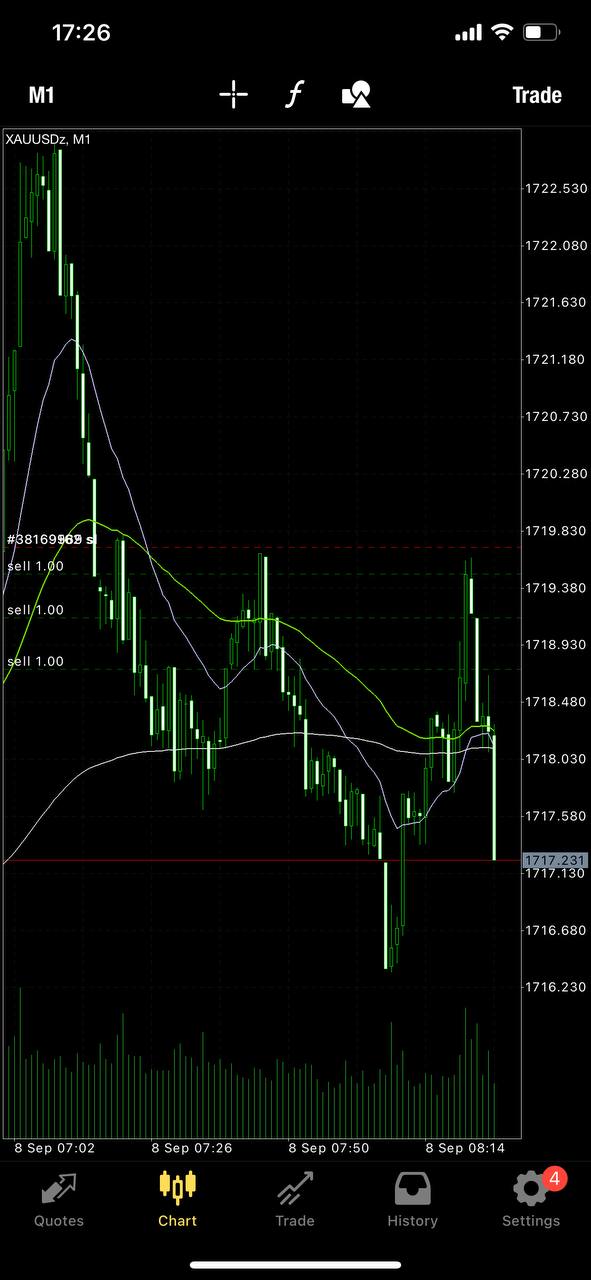 17:26
M1
f
Trade
XAUUSDz, M1
1722.530
1722.080
1721.630
1721.180
1720.730
1720.280
1719.830
sl
sell 1.00
1719.380
sell 1.00
1718.930
sell 1.00
1718.480
1718.030
1717.580
1717.231
1717.130
1716.680
1716.230
8 Sep 07:02
8 Sep 07:26
8 Sep 07:50
8 Sep 08:14
4
Quotes
Chart
Trade
History
Settings